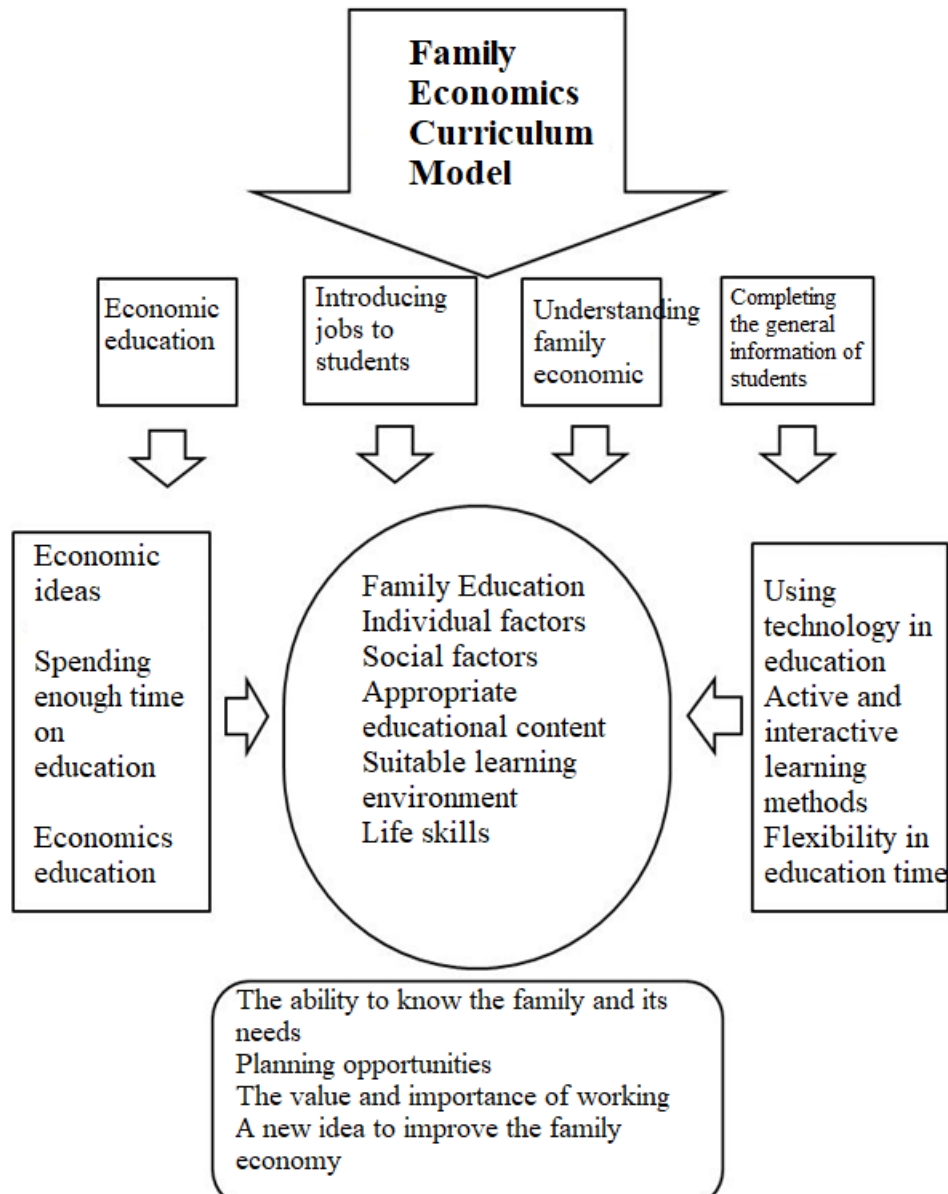 Family
Economics
Curriculum
Model
Economic
education
Introducing
jobs to
students
Understanding
family
economic
Completing
the general
information of
students
Economic
ideas
Spending
enough time
on
education
Economics
education
Family Education
Individual factors
Social factors
Appropriate
educational content
Suitable learning
environment
Life skills
Using
technology in
education
Active and
interactive
learning
methods
Flexibility in
education time
The ability to know the family and its
needs
Planning opportunities
The value and importance of working
A new idea to improve the family
economy